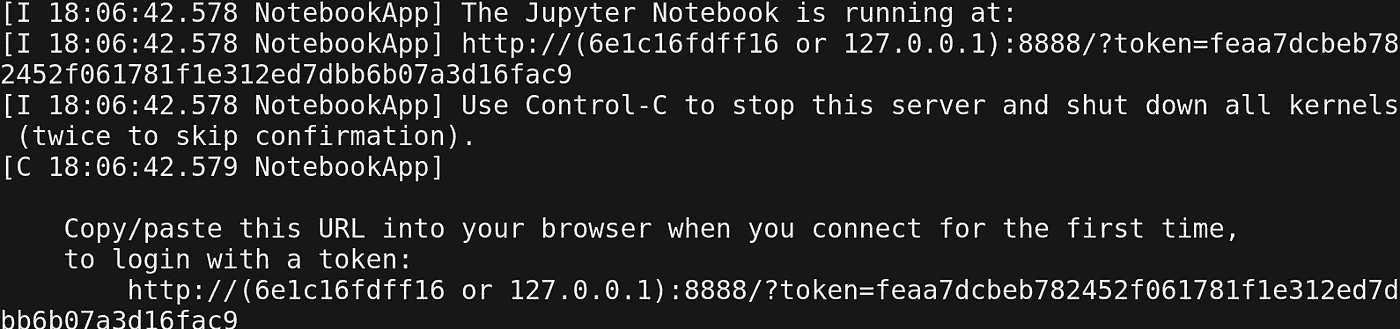 [I 18:06:42.578 NotebookApp] The Jupyter Notebook is running at:
[I 18:06:42.578 NotebookApp] http://(6e1c16fdff16 or 127.0.0.1):8888/?token=feaa7dcbeb78
2452f061781f1e312ed7dbb6b07a3d16fac9
[I 18:06:42.578 NotebookApp] Use Control-C to stop this server and shut down all kernels
 (twice to skip confirmation).
[C 18:06:42.579 NotebookApp]
    Copy/paste this URL into your browser when you connect for the first time,
    to login with a token:
        http://(6e1c16fdff16 or 127.0.0.1):8888/?token=feaa7dcbeb782452f061781f1e312ed7d
bb6b07a3d16fac9